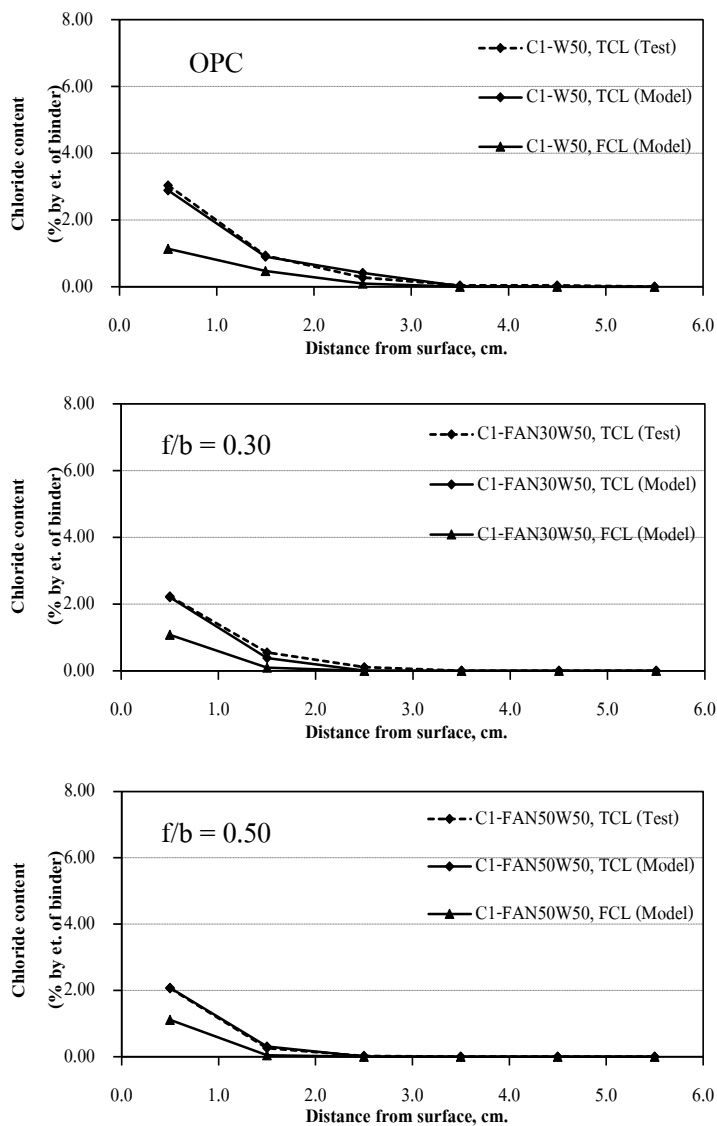 8.00
6.00
4.00
2.00
0.00
0.0 1.0 2.0 3.0 4.0 5.0 6.0
Chloride content
(% by et. of binder)
Distance from surface, cm.
OPC
C1-W50, TCL (Test)
C1-W50, TCL (Model)
C1-W50, FCL (Model)
8.00
6.00
4.00
2.00
0.00
0.0 1.0 2.0 3.0 4.0 5.0 6.0
Chloride content
(% by et. of binder)
Distance from surface, cm.
f/b = 0.30
C1-FAN30W50, TCL (Test)
C1-FAN30W50, TCL (Model)
C1-FAN30W50, FCL (Model)
8.00
6.00
4.00
2.00
0.00
0.0 1.0 2.0 3.0 4.0 5.0 6.0
Chloride content
(% by et. of binder)
Distance from surface, cm.
f/b = 0.50
C1-FAN50W50, TCL (Test)
C1-FAN50W50, TCL (Model)
C1-FAN50W50, FCL (Model)